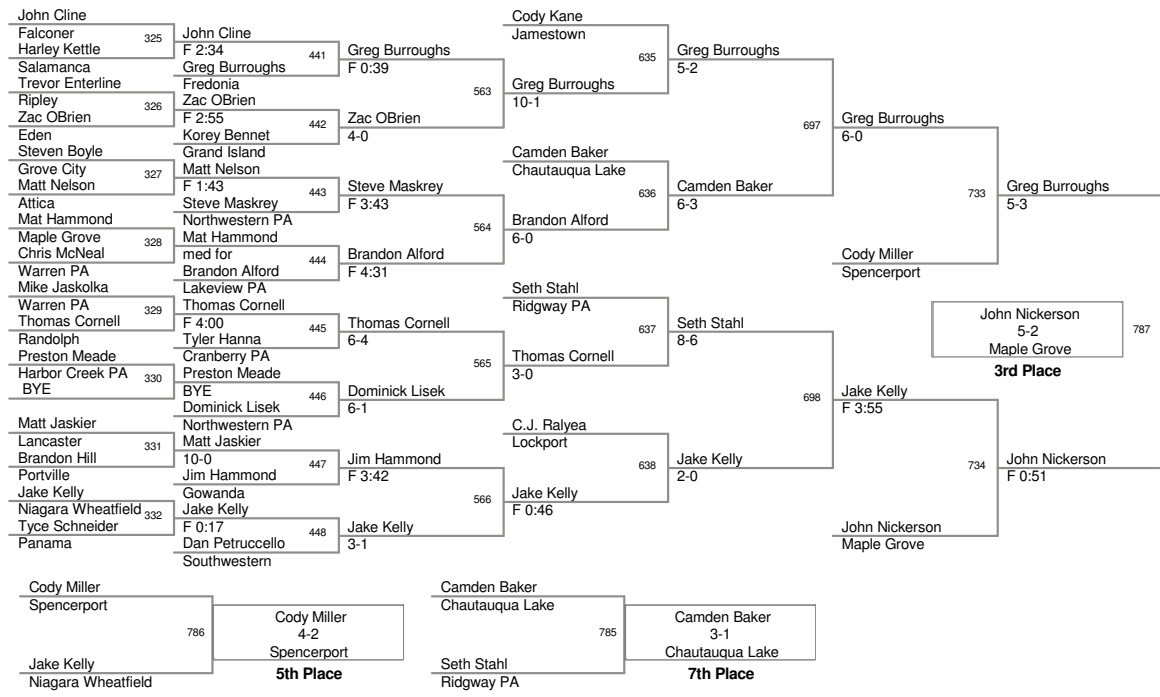 John Cline
Falconer
325
Harley Kettle
Salamanca
Trevor Enterline
Ripley
326
Zac OBrien
Eden
Steven Boyle
Grove City
327
Matt Nelson
Attica
Mat Hammond
Maple Grove
328
Chris McNeal
Warren PA
Mike Jaskolka
Warren PA
329
Thomas Cornell
Randolph
Preston Meade
Harbor Creek PA
330
BYE
Matt Jaskier
Lancaster
331
Brandon Hill
Portville
Jake Kelly
Niagara Wheatfield
332
Tyce Schneider
Panama
John Cline
F 2:34
441
Greg Burroughs
Fredonia
Zac OBrien
F 2:55
442
Korey Bennet
Grand Island
Matt Nelson
F 1:43
443
Steve Maskrey
Northwestern PA
Mat Hammond
med for
444
Brandon Alford
Lakeview PA
Thomas Cornell
F 4:00
445
Tyler Hanna
Cranberry PA
Preston Meade
BYE
446
Dominick Lisek
Northwestern PA
Matt Jaskier
10-0
447
Jim Hammond
Gowanda
Jake Kelly
F 0:17
448
Dan Petruccello
Southwestern
Greg Burroughs
F 0:39
563
Zac OBrien
4-0
Steve Maskrey
F 3:43
564
Brandon Alford
F 4:31
Thomas Cornell
6-4
565
Dominick Lisek
6-1
Jim Hammond
F 3:42
566
Jake Kelly
3-1
Cody Kane
Jamestown
635
Greg Burroughs
10-1
Camden Baker
Chautauqua Lake
636
Brandon Alford
6-0
Seth Stahl
Ridgway PA
637
Thomas Cornell
3-0
C.J. Ralyea
Lockport
638
Jake Kelly
F 0:46
Greg Burroughs
5-2
697
Camden Baker
6-3
Seth Stahl
8-6
698
Jake Kelly
2-0
Greg Burroughs
6-0
733
Cody Miller
Spencerport
Jake Kelly
F 3:55
734
John Nickerson
Maple Grove
Greg Burroughs
5-3
John Nickerson
5-2
787
Maple Grove
3rd Place
John Nickerson
F 0:51
Cody Miller
Spencerport
786
Jake Kelly
Niagara Wheatfield
Cody Miller
4-2
Spencerport
5th Place
Camden Baker
Chautauqua Lake
785
Seth Stahl
Ridgway PA
Camden Baker
3-1
Chautauqua Lake
7th Place